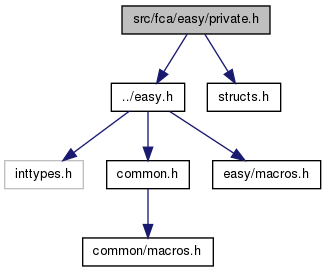 src/fca/easy/private.h
../easy.h
structs.h
inttypes.h
common.h
easy/macros.h
common/macros.h